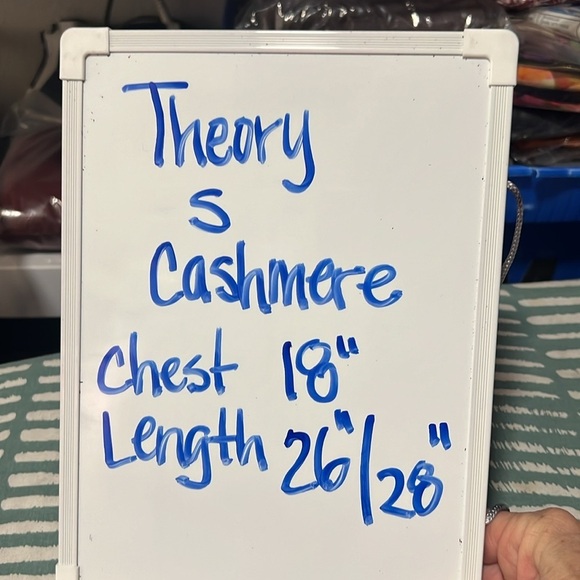 Theory
S
Cashmere
Chest 18"
Length 26"/28"